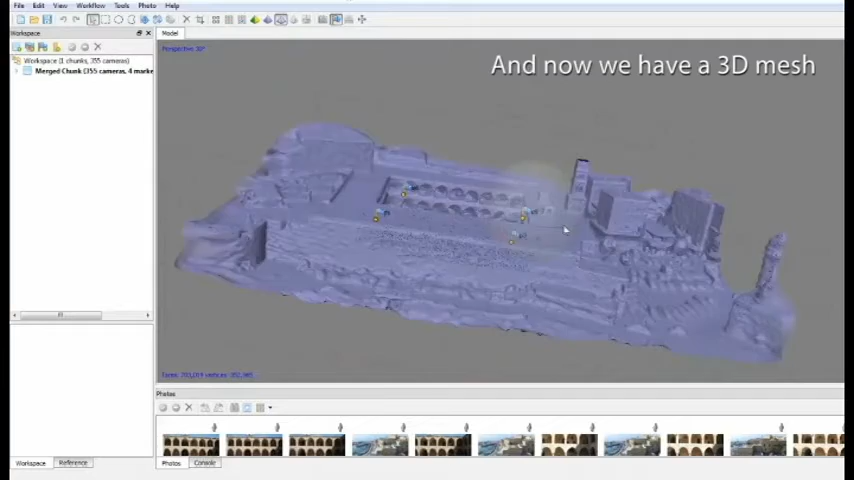 File Edit View Workflow Tools Photo Help
Workspace
Model
Workspace (1 chunks, 355 cameras)
Merged Chunk (355 cameras, 4 marke
Perspective 30°
And now we have a 3D mesh
Photos
Workspace Reference
Photos Console